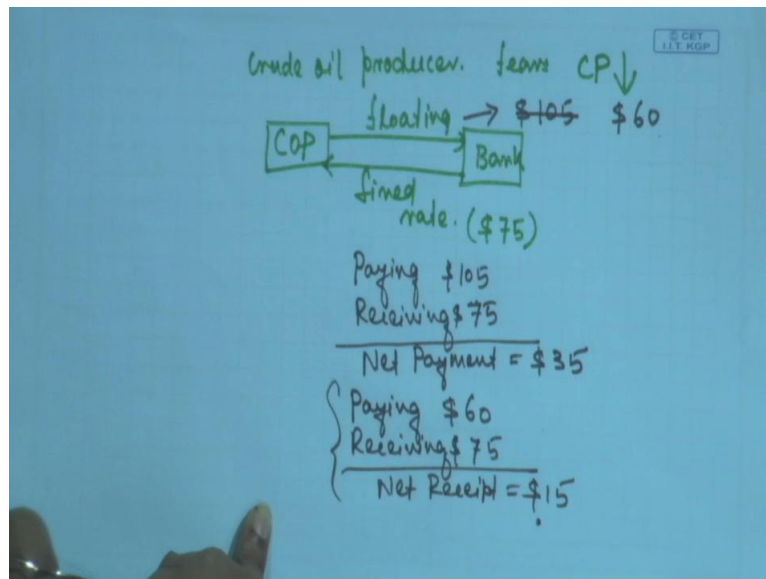 © CET
I.I.T. KGP
Crude oil producer. fears CP ↓
floating → $105 $60
COP
Bank
fixed
rate. ($75)
Paying $105
Receiving $75
Net Payment = $35
Paying $60
Receiving $75
Net Receipt = $15